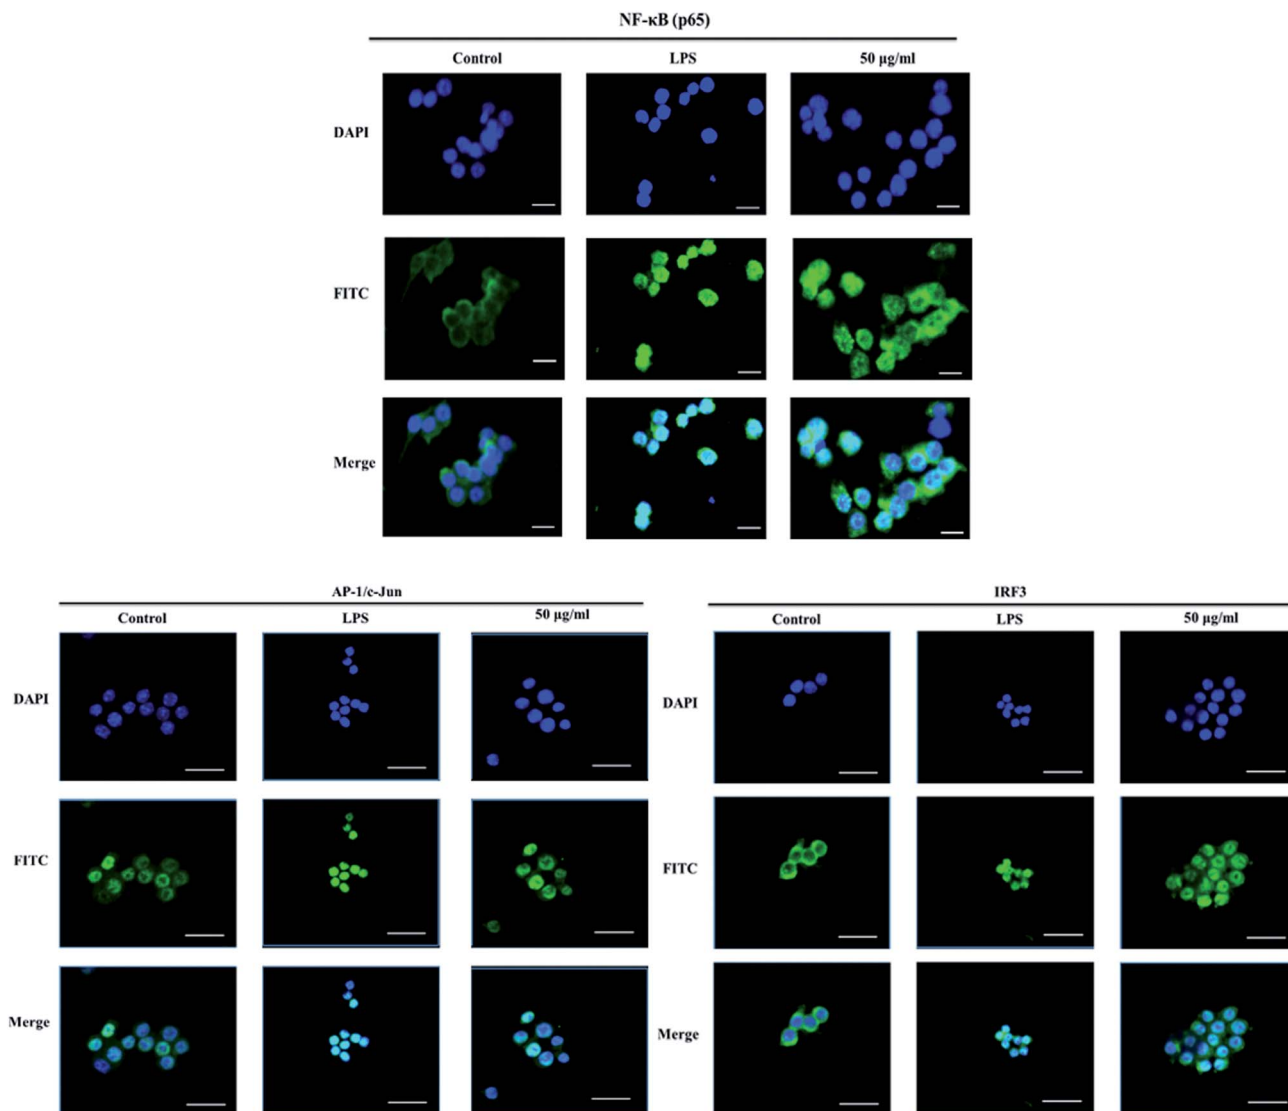 NF-κB (p65)
Control LPS 50 µg/ml
DAPI
FITC
Merge
AP-1/c-Jun
Control LPS 50 µg/ml
DAPI
FITC
Merge
IRF3
Control LPS 50 µg/ml
DAPI
FITC
Merge